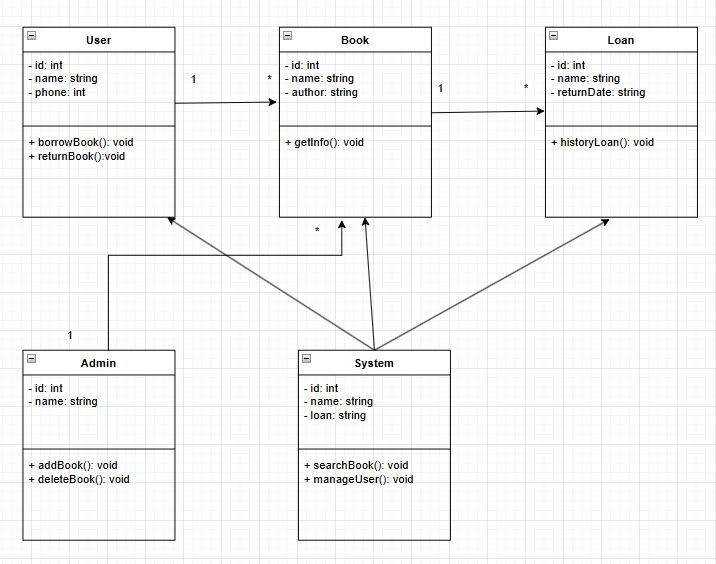 User
- id: int
- name: string
- phone: int
+ borrowBook(): void
+ returnBook():void
1
*
Book
- id: int
- name: string
- author: string
+ getInfo(): void
1
*
Loan
- id: int
- name: string
- returnDate: string
+ historyLoan(): void
*
1
Admin
- id: int
- name: string
+ addBook(): void
+ deleteBook(): void
System
- id: int
- name: string
- loan: string
+ searchBook(): void
+ manageUser(): void